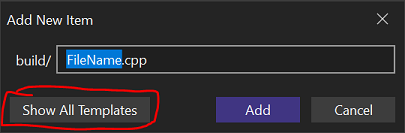 Add New Item
build/ FileName.cpp
Show All Templates Add Cancel